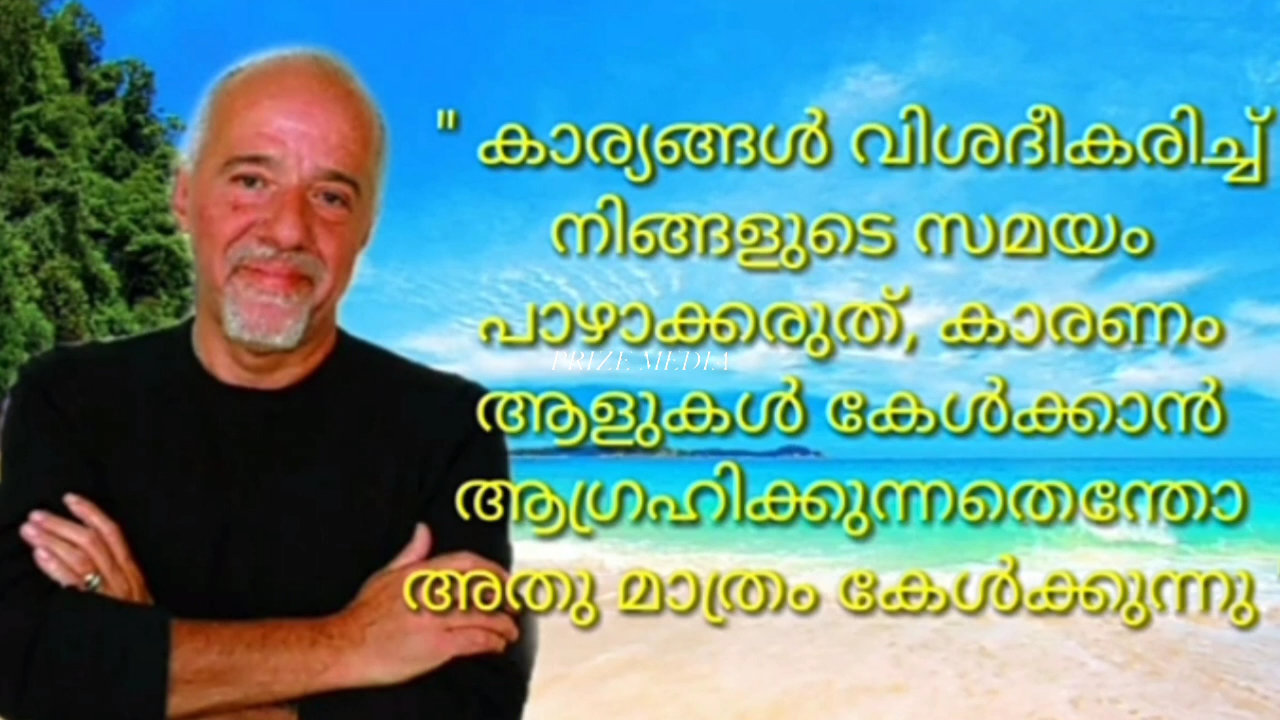 " കാര്യങ്ങൾ വിശദീകരിച്ച്
നിങ്ങളുടെ സമയം
പാഴാക്കരുത്, കാരണം
PRIZE MEDIA
ആളുകൾ കേൾക്കാൻ
ആഗ്രഹിക്കുന്നതെന്തോ
അതു മാത്രം കേൾക്കുന്നു "